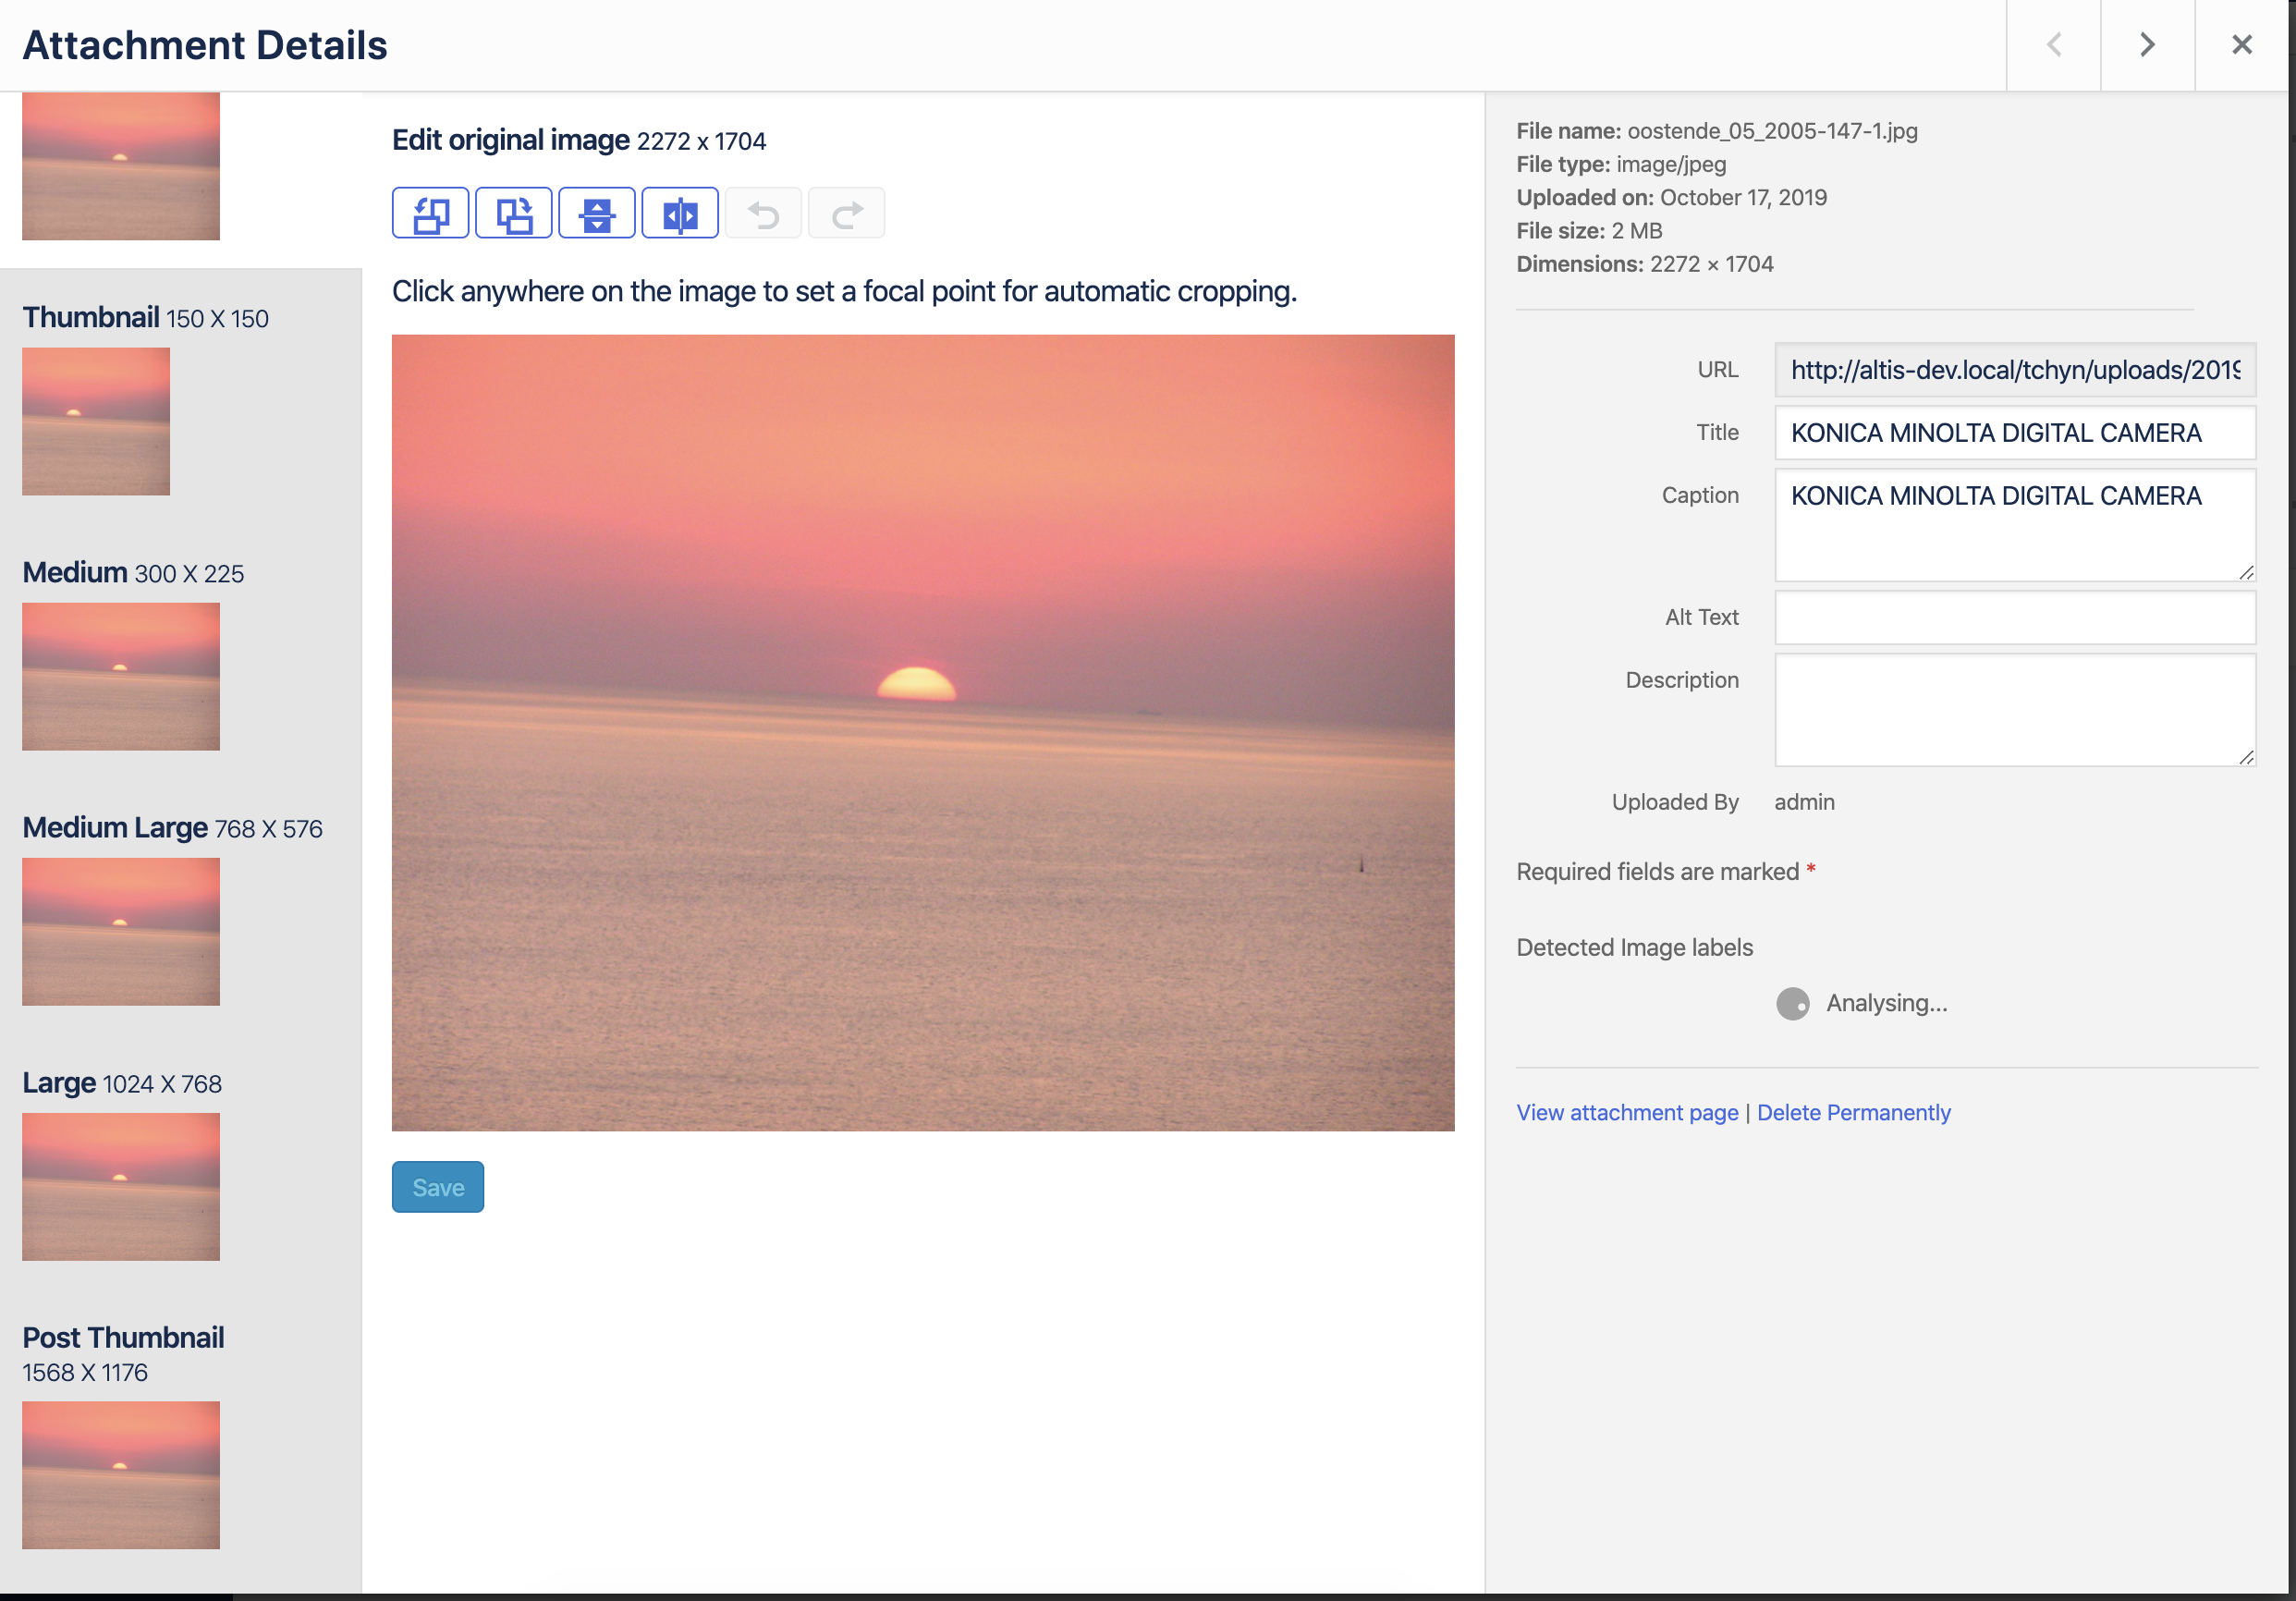 Attachment Details
Thumbnail 150 X 150
Medium 300 X 225
Medium Large 768 X 576
Large 1024 X 768
Post Thumbnail
1568 X 1176
Edit original image 2272 x 1704
Click anywhere on the image to set a focal point for automatic cropping.
Save
File name: oostende_05_2005-147-1.jpg
File type: image/jpeg
Uploaded on: October 17, 2019
File size: 2 MB
Dimensions: 2272 × 1704
URL http://altis-dev.local/tchyn/uploads/2019
Title KONICA MINOLTA DIGITAL CAMERA
Caption KONICA MINOLTA DIGITAL CAMERA
Alt Text
Description
Uploaded By admin
Required fields are marked *
Detected Image labels
Analysing...
View attachment page | Delete Permanently